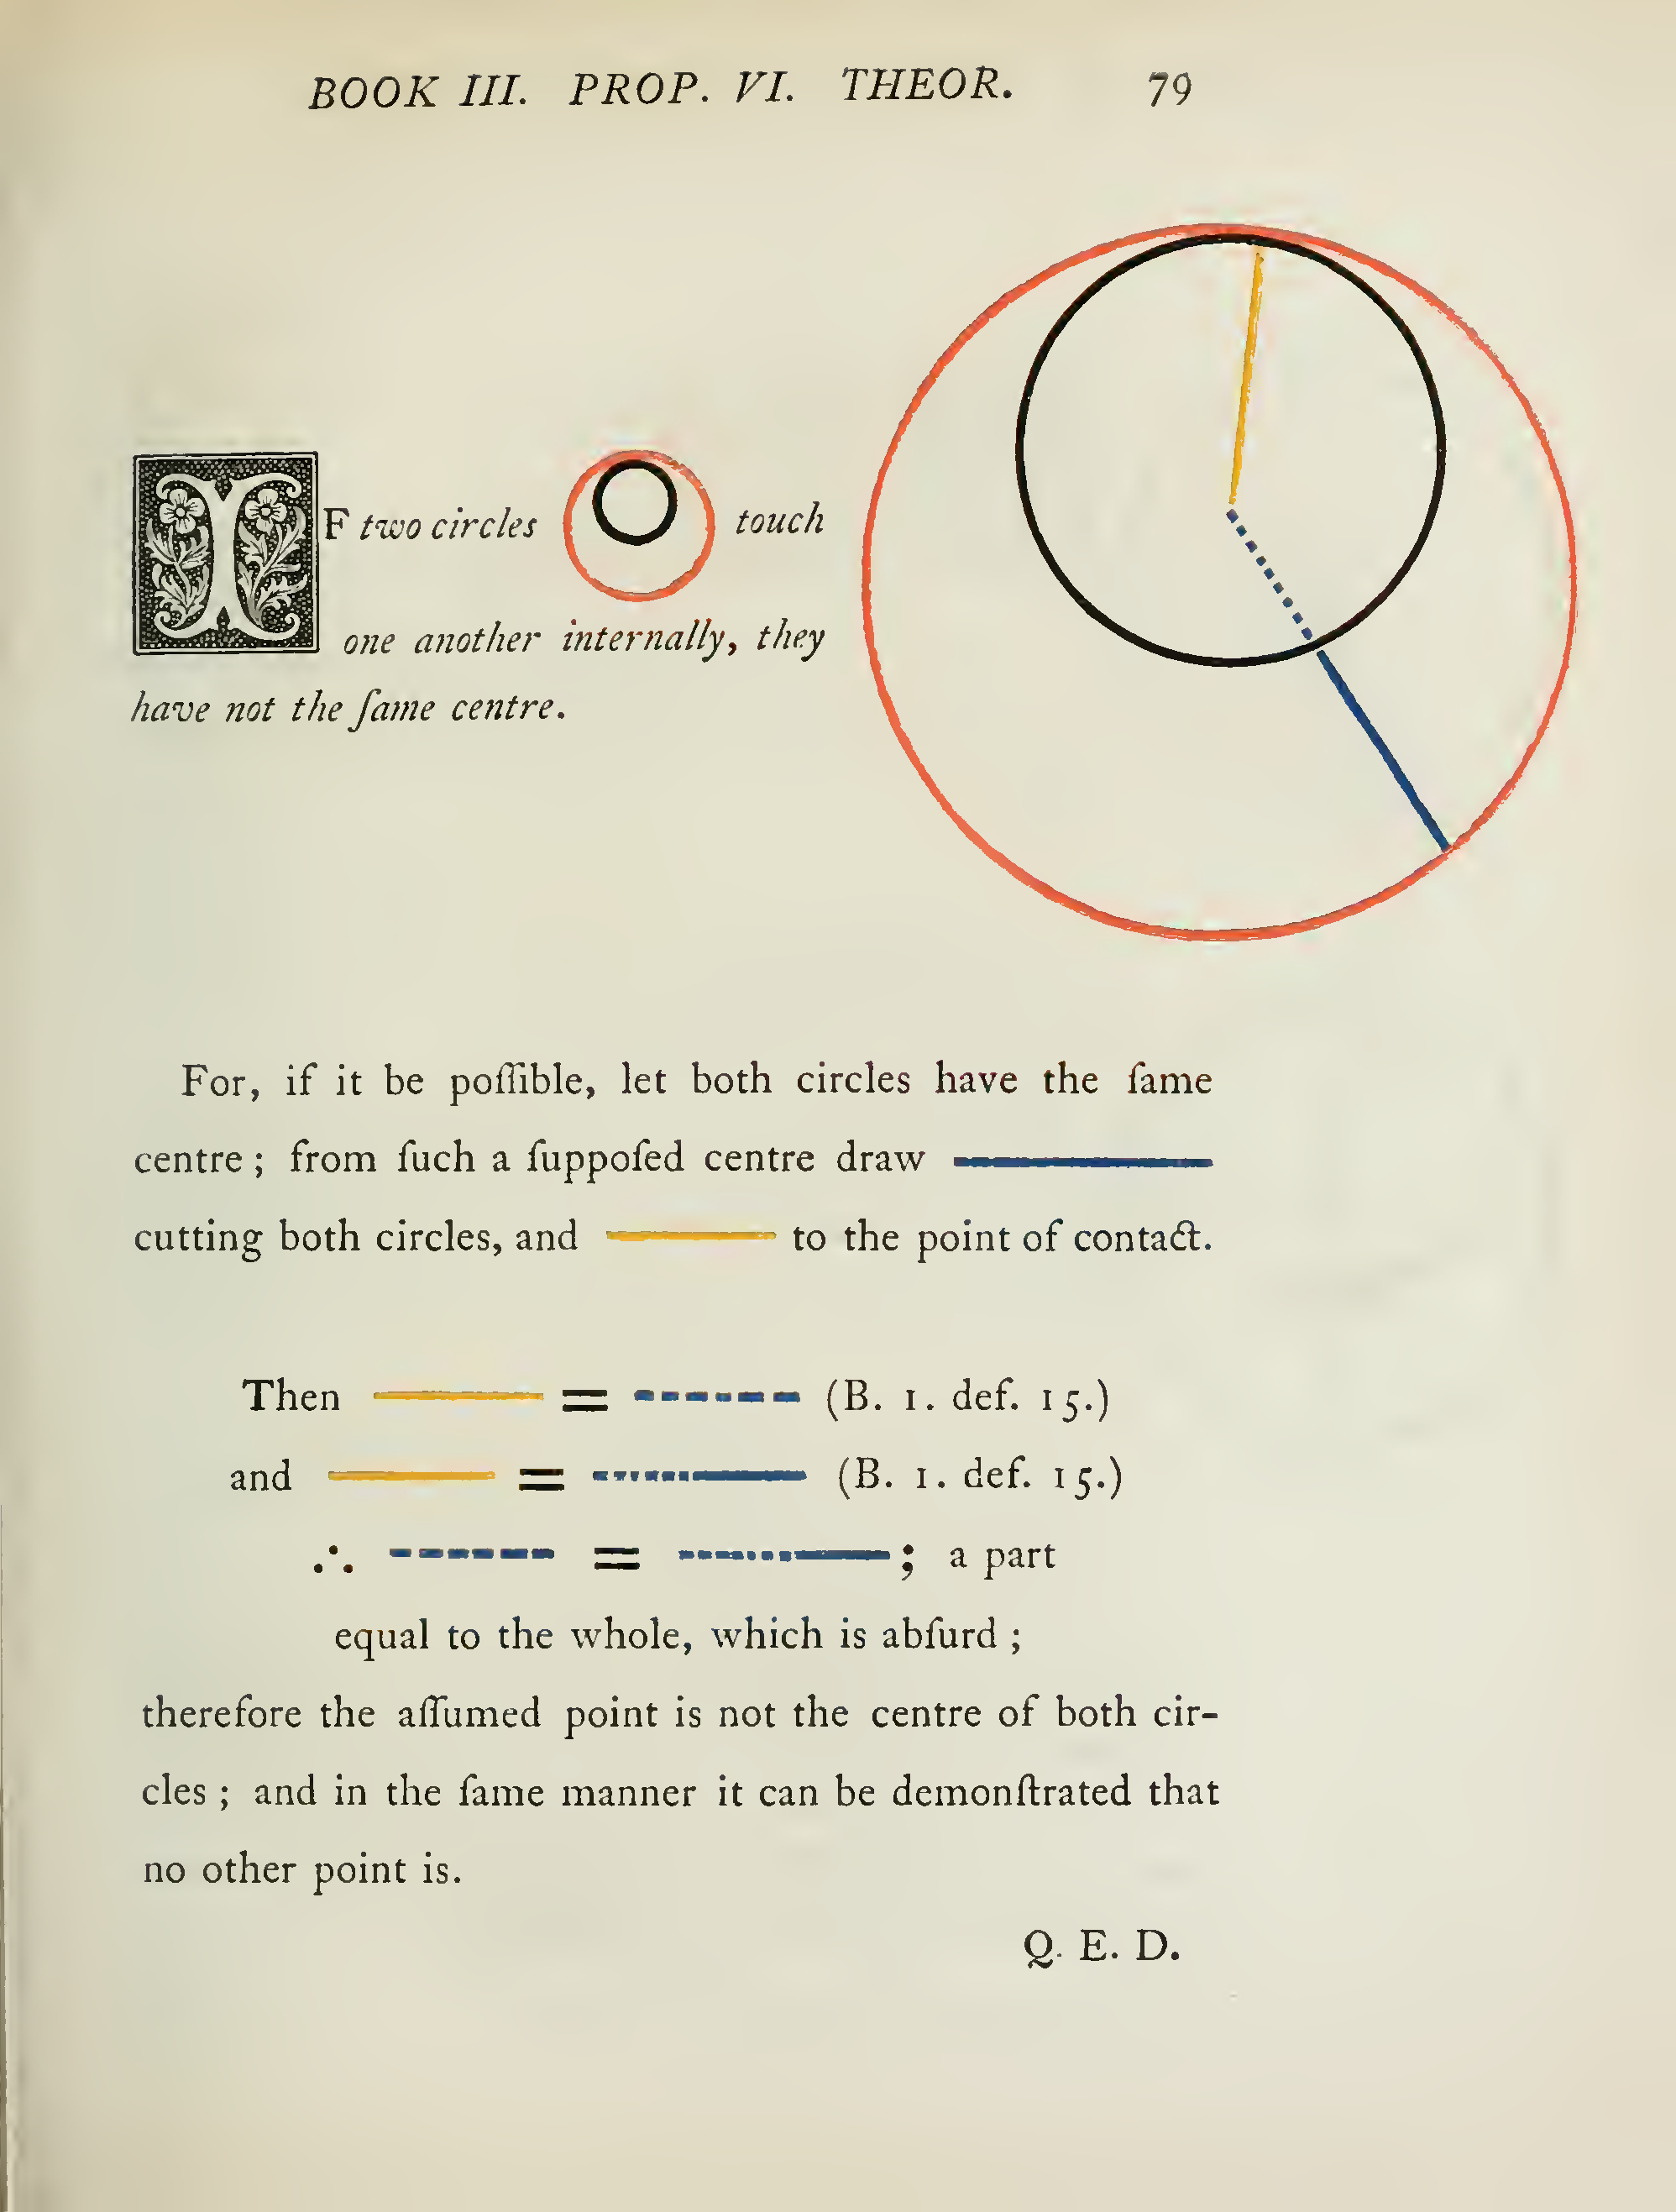 BOOK III. PROP. VI. THEOR. 79
IF two circles touch
one another internally, they
have not the ſame centre.
For, if it be poſſible, let both circles have the ſame
centre ; from ſuch a ſuppoſed centre draw
cutting both circles, and to the point of contact.
Then = (B. 1. def. 15.)
and = (B. 1. def. 15.)
∴ = ; a part
equal to the whole, which is abſurd ;
therefore the aſſumed point is not the centre of both cir-
cles ; and in the ſame manner it can be demonſtrated that
no other point is.
Q. E. D.